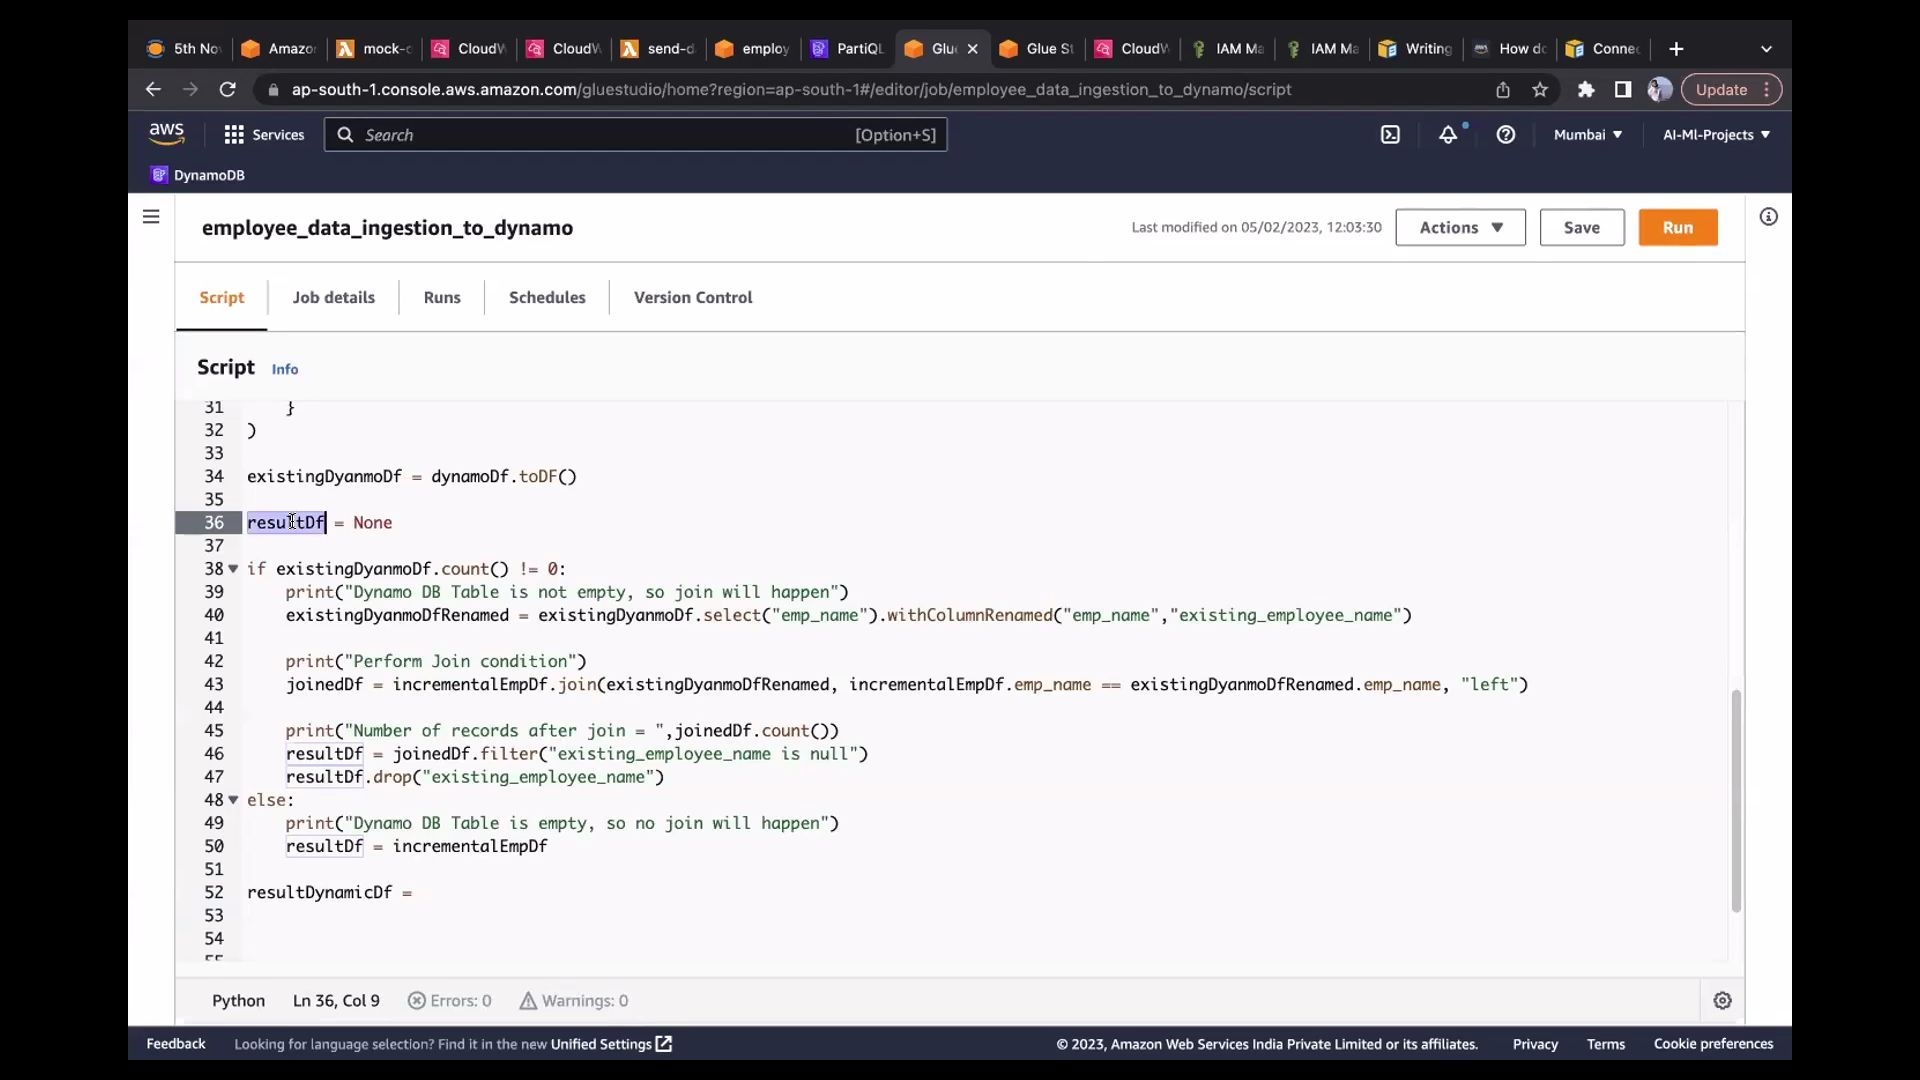 5th No
Amazo
mock-c
CloudW
CloudW
send-d
employ
PartiQL
Glue
Glue St
CloudW
IAM Ma
IAM Ma
Writing
How do
Connec
ap-south-1.console.aws.amazon.com/gluestudio/home?region=ap-south-1#/editor/job/employee_data_ingestion_to_dynamo/script
Update
aws
Services
Search
[Option+S]
Mumbai
AI-Ml-Projects
DynamoDB
employee_data_ingestion_to_dynamo
Last modified on 05/02/2023, 12:03:30
Actions
Save
Run
Script
Job details
Runs
Schedules
Version Control
Script Info
31 }
32 )
33
34 existingDyanmoDf = dynamoDf.toDF()
35
36 resultDf = None
37
38 if existingDyanmoDf.count() != 0:
39 print("Dynamo DB Table is not empty, so join will happen")
40 existingDyanmoDfRenamed = existingDyanmoDf.select("emp_name").withColumnRenamed("emp_name","existing_employee_name")
41
42 print("Perform Join condition")
43 joinedDf = incrementalEmpDf.join(existingDyanmoDfRenamed, incrementalEmpDf.emp_name == existingDyanmoDfRenamed.emp_name, "left")
44
45 print("Number of records after join = ",joinedDf.count())
46 resultDf = joinedDf.filter("existing_employee_name is null")
47 resultDf.drop("existing_employee_name")
48 else:
49 print("Dynamo DB Table is empty, so no join will happen")
50 resultDf = incrementalEmpDf
51
52 resultDynamicDf =
53
54
55
Python
Ln 36, Col 9
Errors: 0
Warnings: 0
Feedback
Looking for language selection? Find it in the new Unified Settings
© 2023, Amazon Web Services India Private Limited or its affiliates.
Privacy
Terms
Cookie preferences